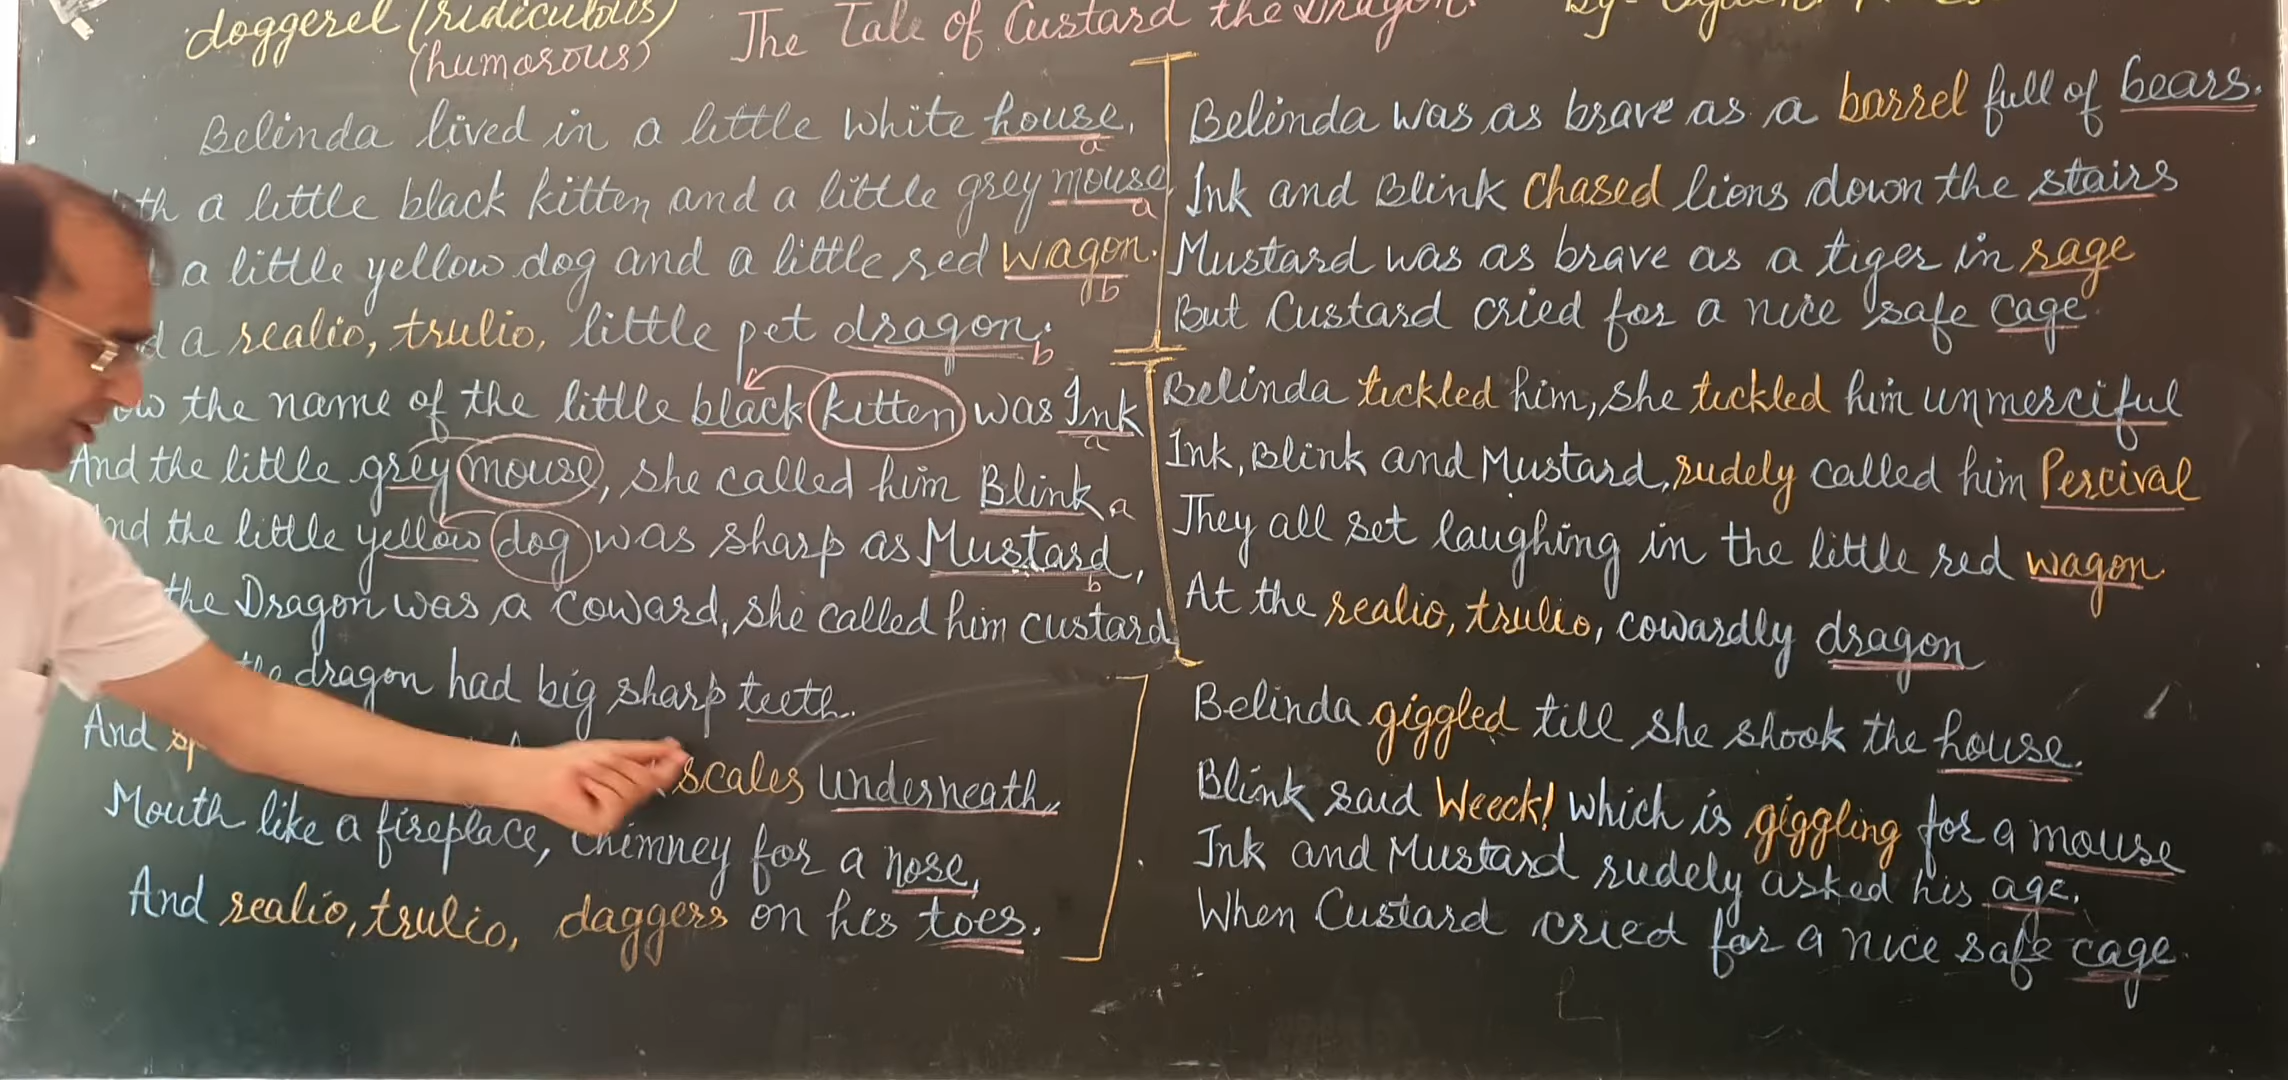 doggerel (ridiculous)
(humorous)
The Tale of Custard the Dragon. By- Ogden
Belinda lived in a little white house,
a
a little black kitten and a little grey mouse,
a
a little yellow dog and a little red wagon.
b
a realio, trulio, little pet dragon.
b
the name of the little black kitten was Ink
a
And the little grey mouse, she called him Blink
a
the little yellow dog was sharp as Mustard,
b
the Dragon was a coward, she called him custard
dragon had big sharp teeth.
And scales underneath,
Mouth like a fireplace, chimney for a nose,
And realio, trulio, daggers on his toes.
Belinda was as brave as a barrel full of bears.
Ink and Blink chased lions down the stairs
Mustard was as brave as a tiger in rage
But Custard cried for a nice safe cage.
Belinda tickled him, she tickled him unmerciful
Ink, Blink and Mustard, rudely called him Percival
They all set laughing in the little red wagon
At the realio, trulio, cowardly dragon
Belinda giggled till she shook the house.
Blink said Weeck! which is giggling for a mouse
Ink and Mustard rudely asked his age.
When Custard cried for a nice safe cage.